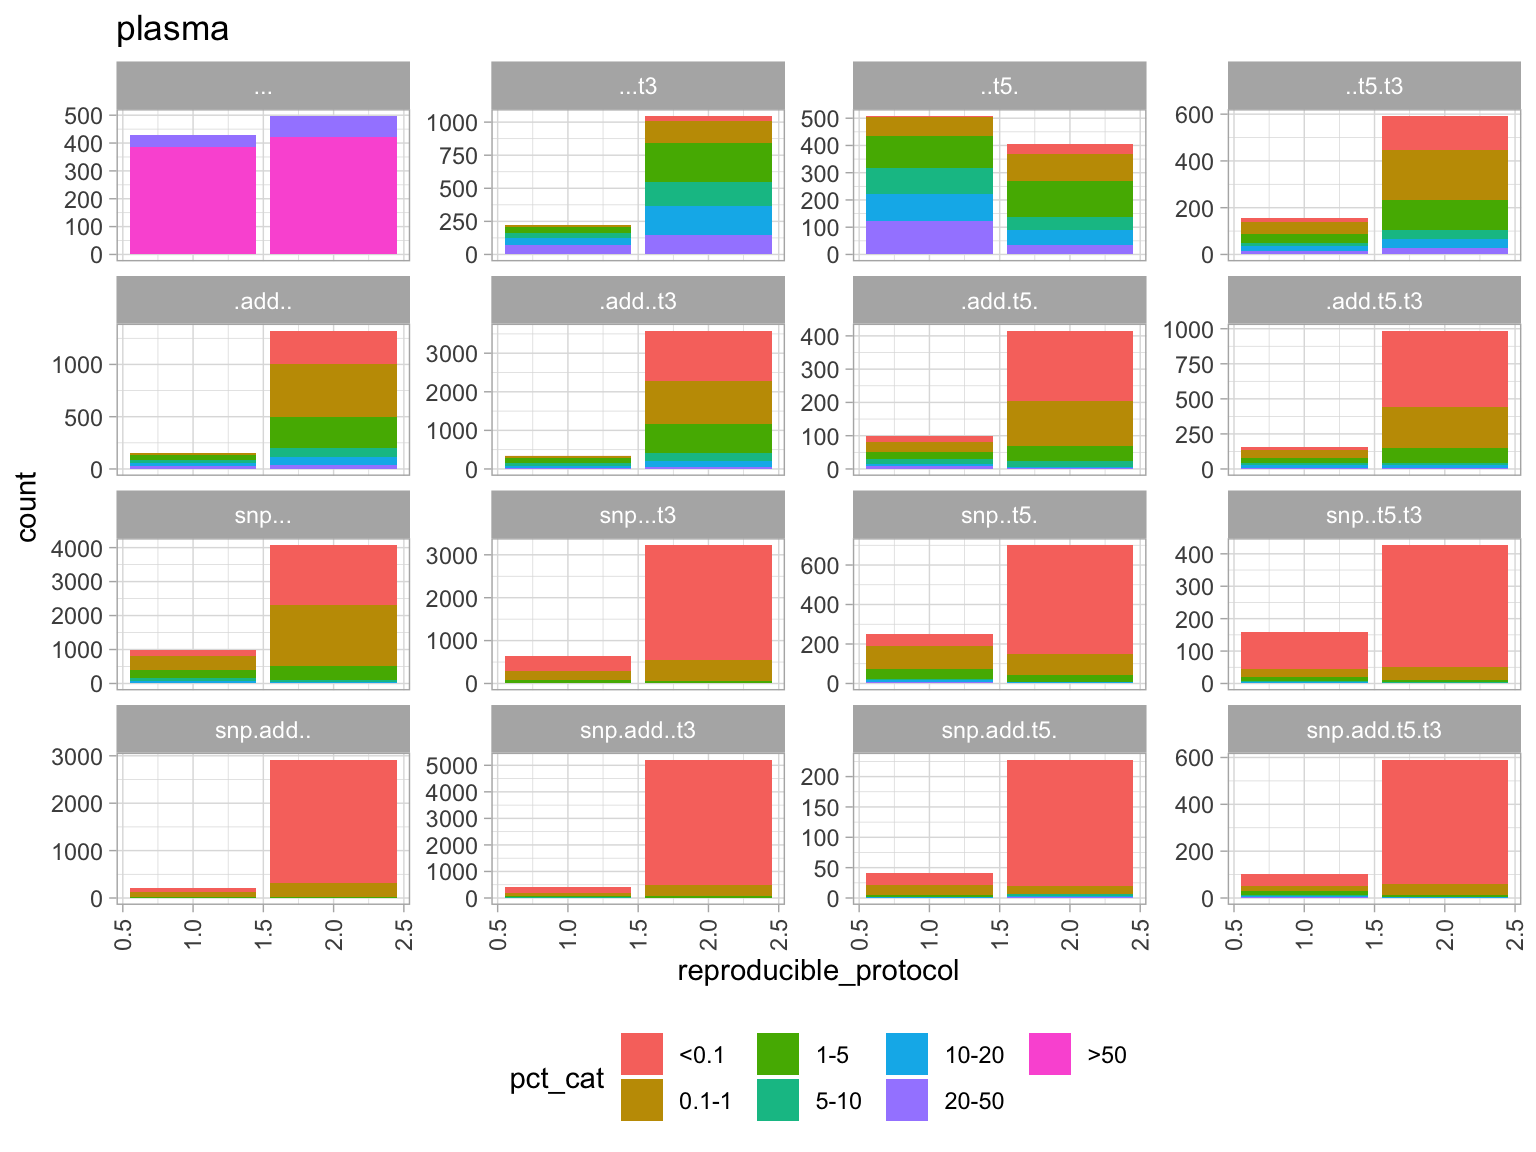 plasma
... ...t3 ..t5. ..t5.t3
500 400 300 200 100 0
1000 750 500 250 0
500 400 300 200 100 0
600 400 200 0
.add.. .add..t3 .add.t5. .add.t5.t3
1000 500 0
3000 2000 1000 0
400 300 200 100 0
1000 750 500 250 0
count
snp... snp...t3 snp..t5. snp..t5.t3
4000 3000 2000 1000 0
3000 2000 1000 0
600 400 200 0
400 300 200 100 0
snp.add.. snp.add..t3 snp.add.t5. snp.add.t5.t3
3000 2000 1000 0
5000 4000 3000 2000 1000 0
200 150 100 50 0
600 400 200 0
0.5 1.0 1.5 2.0 2.5 0.5 1.0 1.5 2.0 2.5 0.5 1.0 1.5 2.0 2.5 0.5 1.0 1.5 2.0 2.5
reproducible_protocol
pct_cat
<0.1 1-5 10-20 >50
0.1-1 5-10 20-50